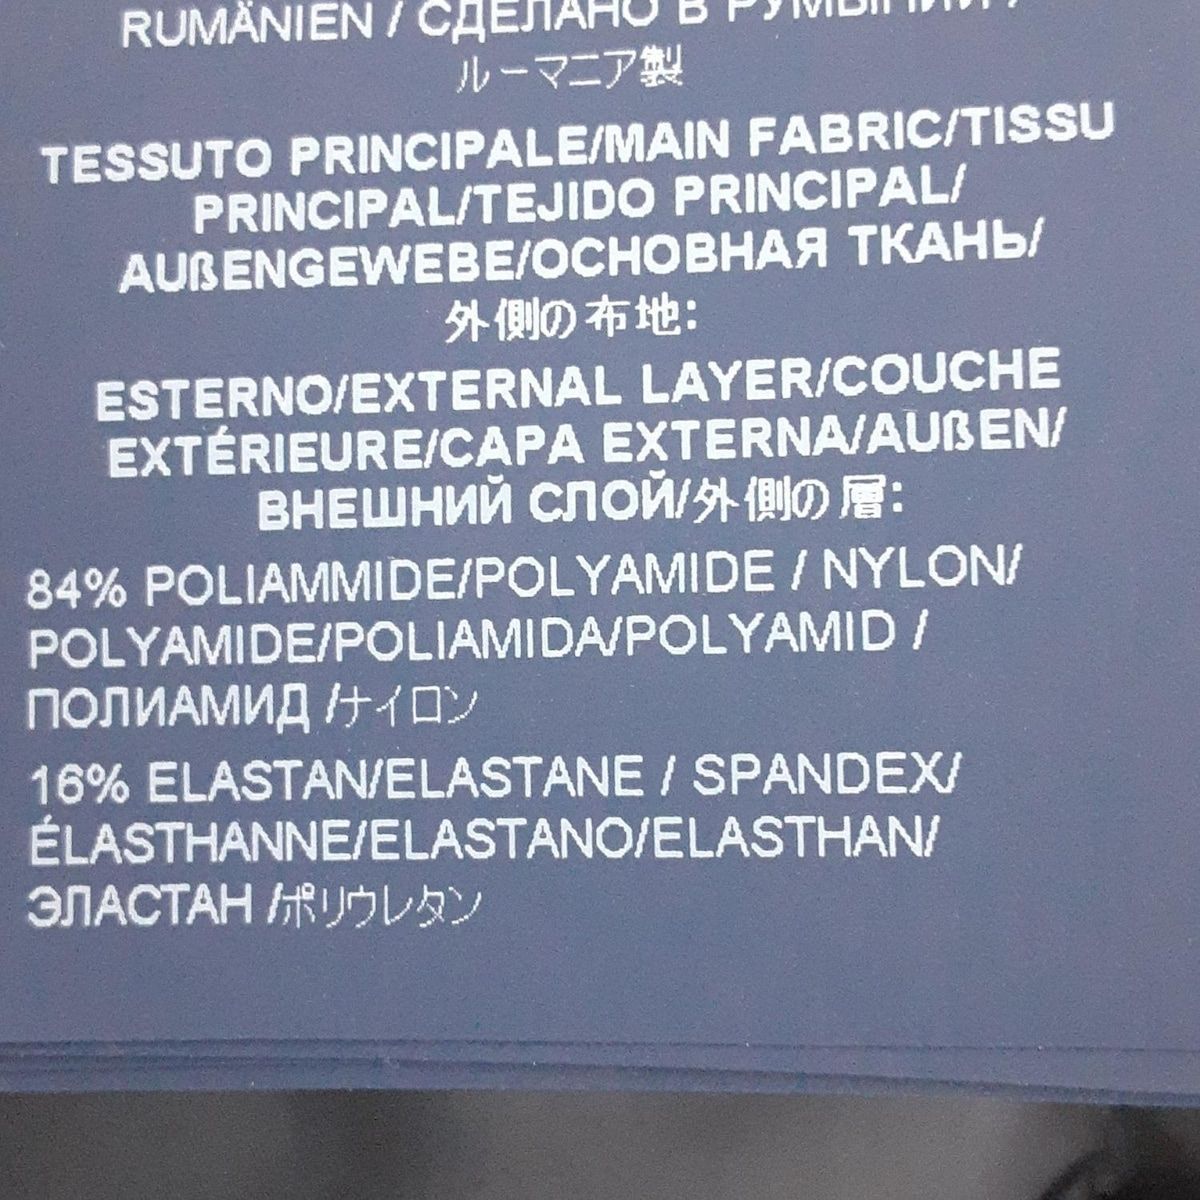 RUMÄNIEN / СДЕЛАНО В РУМЫНИИ /
ルーマニア製
TESSUTO PRINCIPALE/MAIN FABRIC/TISSU
PRINCIPAL/TEJIDO PRINCIPAL/
AUßENGEWEBE/ОСНОВНАЯ ТКАНЬ/
外側の布地:
ESTERNO/EXTERNAL LAYER/COUCHE
EXTÉRIEURE/CAPA EXTERNA/AUßEN/
ВНЕШНИЙ СЛОЙ/外側の層:
84% POLIAMMIDE/POLYAMIDE / NYLON/
POLYAMIDE/POLIAMIDA/POLYAMID /
ПОЛИАМИД /ナイロン
16% ELASTAN/ELASTANE / SPANDEX/
ÉLASTHANNE/ELASTANO/ELASTHAN/
ЭЛАСТАН /ポリウレタン